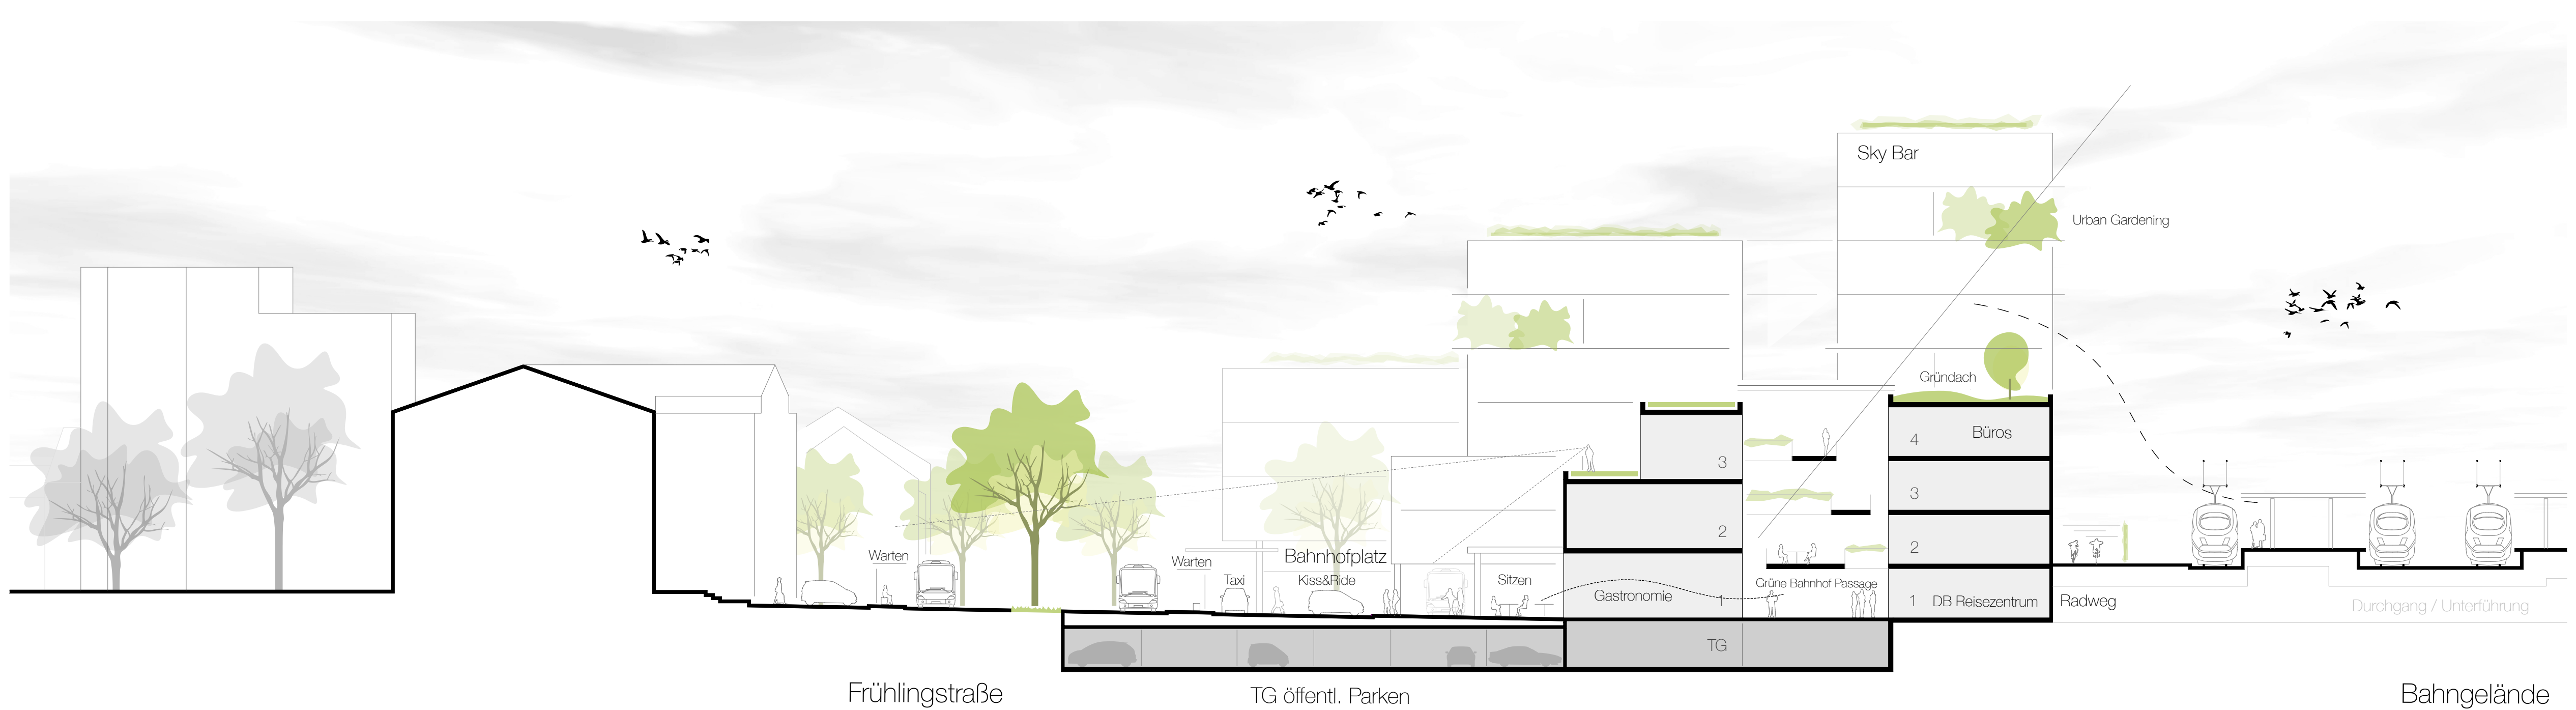 Sky Bar
Urban Gardening
Gründach
4 Büros
3
3
2
2
Warten
Warten
Bahnhofplatz
Taxi
Kiss&Ride
Sitzen
Gastronomie
1
Grüne Bahnhof Passage
1 DB Reisezentrum
Radweg
Durchgang / Unterführung
TG
Frühlingstraße
TG öffentl. Parken
Bahngelände